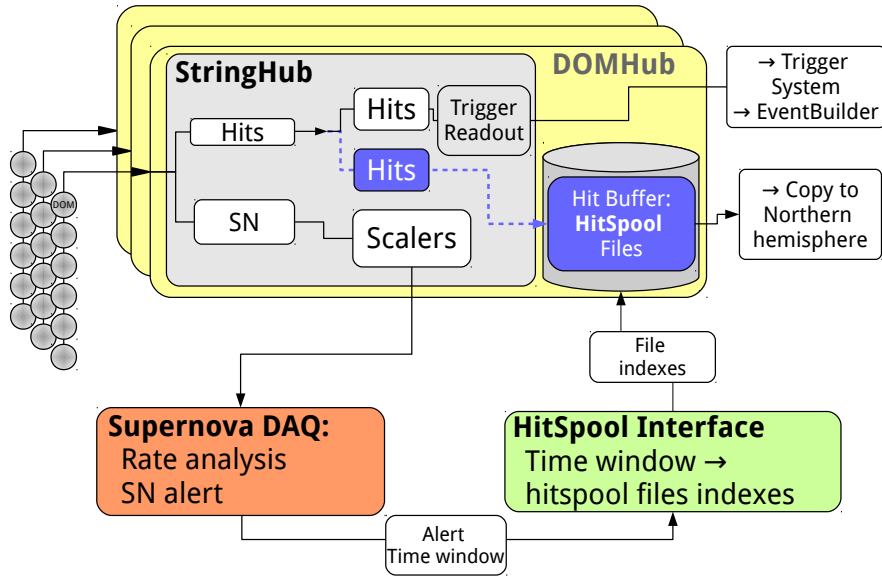 StringHub
DOMHub
Hits
Hits
Trigger
Readout
Hits
SN
Scalers
DOM
Hit Buffer:
HitSpool
Files
→ Trigger
System
→ EventBuilder
→ Copy to
Northern
hemisphere
File
indexes
Supernova DAQ:
Rate analysis
SN alert
HitSpool Interface
Time window →
hitspool files indexes
Alert
Time window